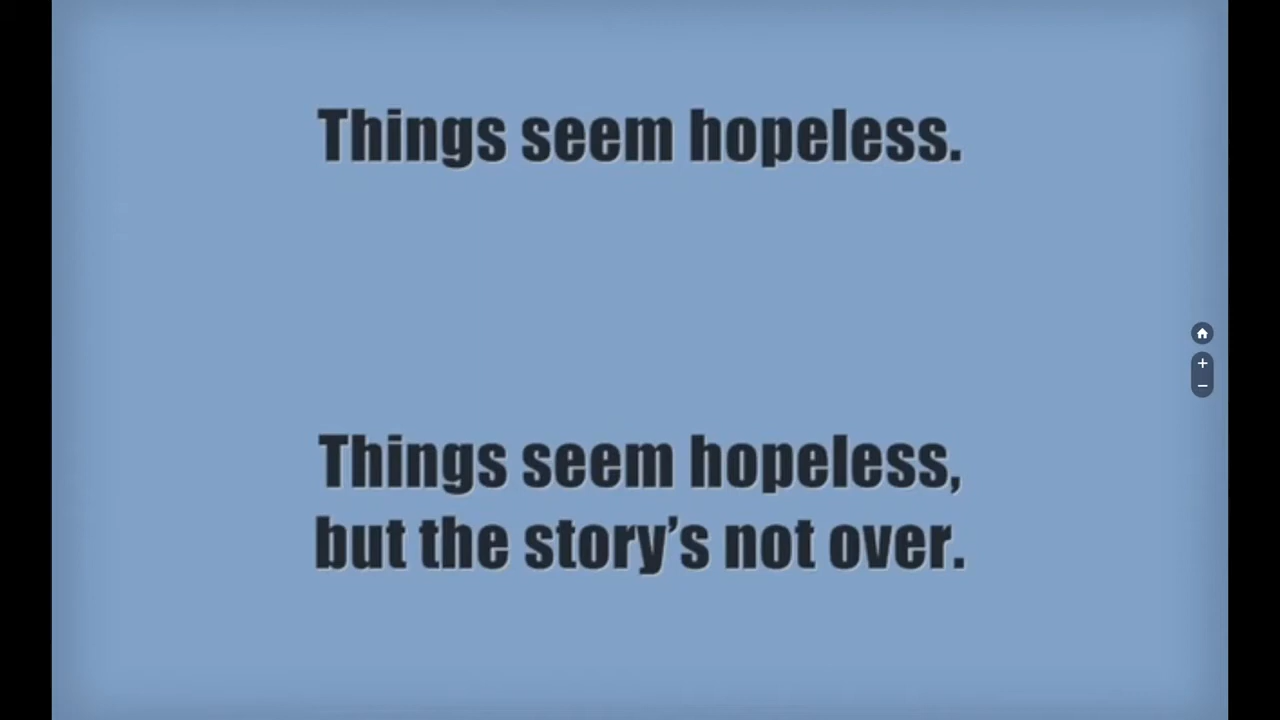 Things seem hopeless.
Things seem hopeless,
but the story’s not over.